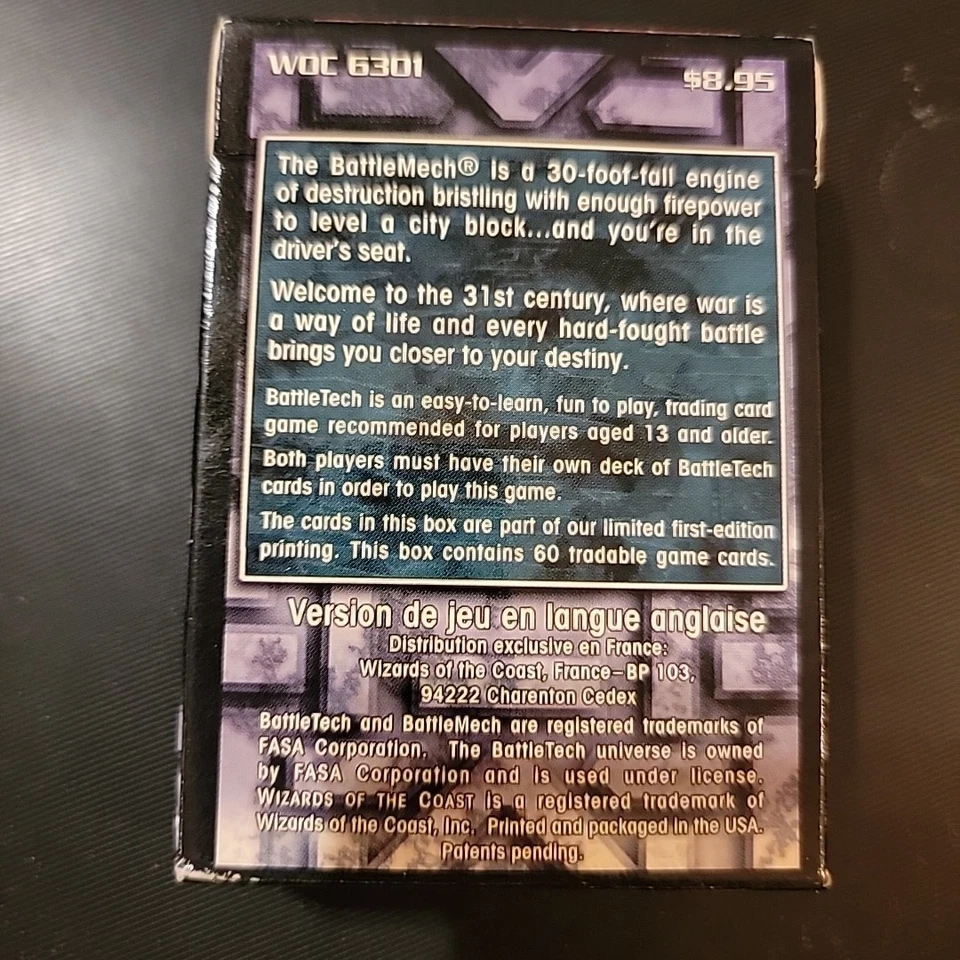 WOC 6301
$8.95
The BattleMech® is a 30-foot-tall engine
of destruction bristling with enough firepower
to level a city block...and you're in the
driver's seat.
Welcome to the 31st century, where war is
a way of life and every hard-fought battle
brings you closer to your destiny.
BattleTech is an easy-to-learn, fun to play, trading card
game recommended for players aged 13 and older.
Both players must have their own deck of BattleTech
cards in order to play this game.
The cards in this box are part of our limited first-edition
printing. This box contains 60 tradable game cards.
Version de jeu en langue anglaise
Distribution exclusive en France:
Wizards of the Coast, France–BP 103,
94222 Charenton Cedex
BattleTech and BattleMech are registered trademarks of
FASA Corporation. The BattleTech universe is owned
by FASA Corporation and is used under license.
WIZARDS OF THE COAST is a registered trademark of
Wizards of the Coast, Inc. Printed and packaged in the USA.
Patents pending.